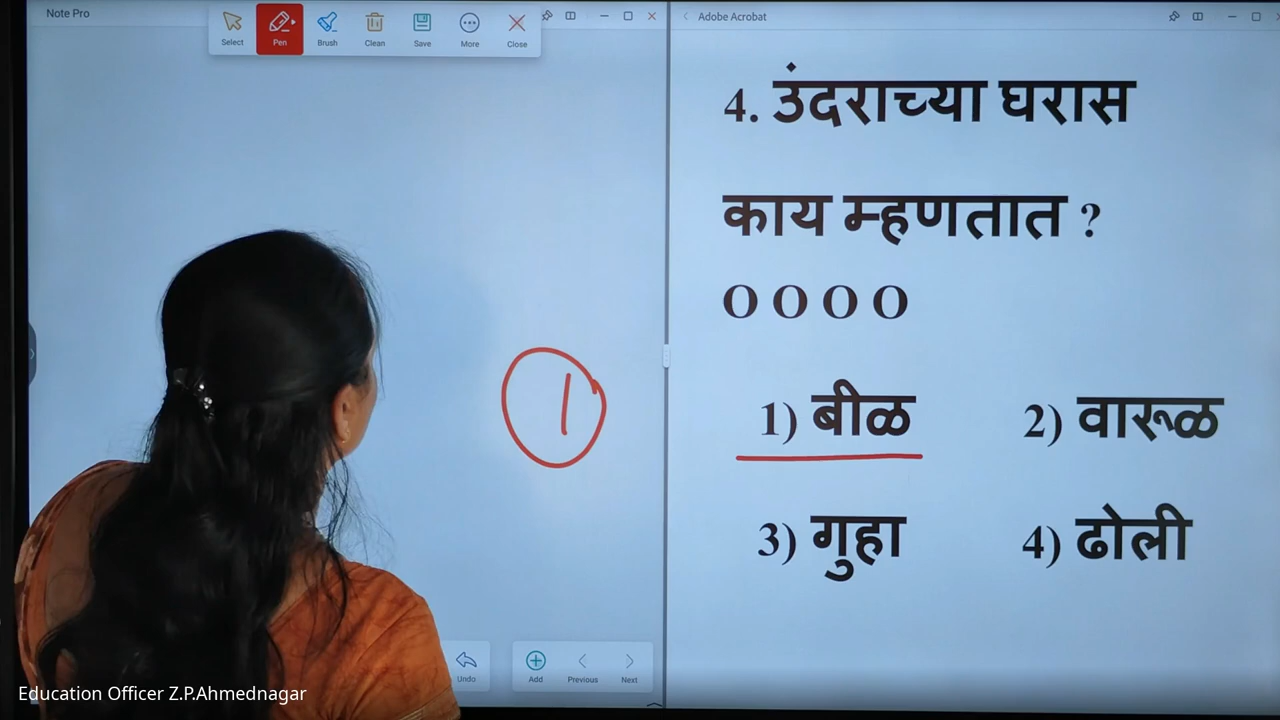 Note Pro
Select
Pen
Brush
Clean
Save
More
Close
Adobe Acrobat
4. उंदराच्या घरास
काय म्हणतात ?
O O O O
1) बीळ 2) वारूळ
3) गुहा 4) ढोली
1
Undo
Add
Previous
Next
Education Officer Z.P.Ahmednagar